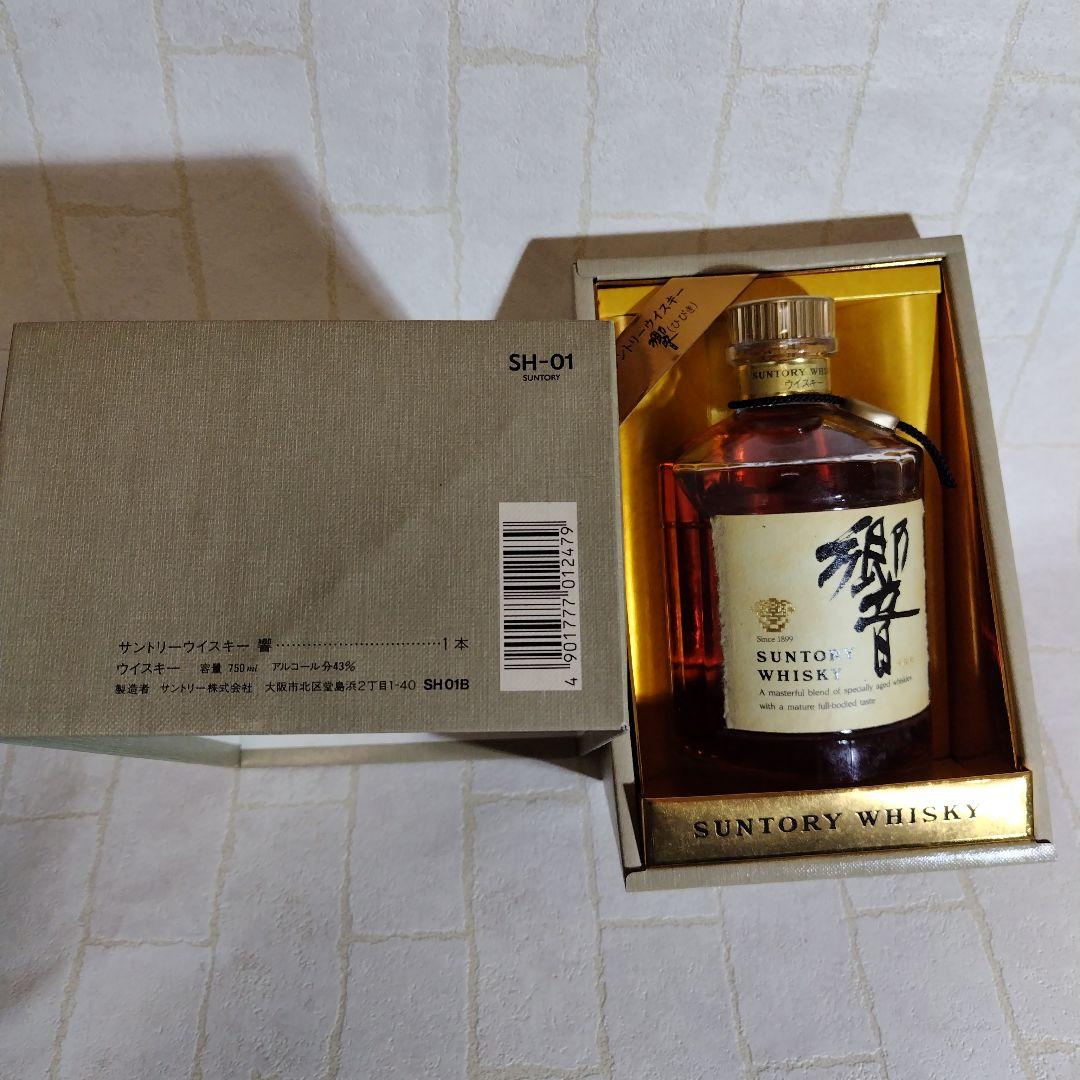 SH-01
SUNTORY
4 901777 012479
サントリーウイスキー 響……………………………1本
ウイスキー 容量 750ml アルコール分43%
製造者 サントリー株式会社 大阪市北区堂島浜2丁目1-40 SH01B
ントリーウイスキー
響(ひびき)
SUNTORY WHIS
ウイスキー
響
Since 1899
SUNTORY
WHISKY
A masterful blend of specially aged whiskies
with a mature full-bodied taste
SUNTORY WHISKY